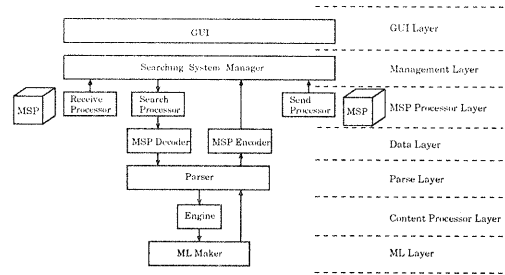 GUI
GUI Layer
Searching System Manager
Management Layer
MSP
Receive
Processor
Search
Processor
Send
Processor
MSP
MSP Processor Layer
MSP Decoder
MSP Encoder
Data Layer
Parser
Parse Layer
Engine
Content Processor Layer
ML Maker
ML Layer